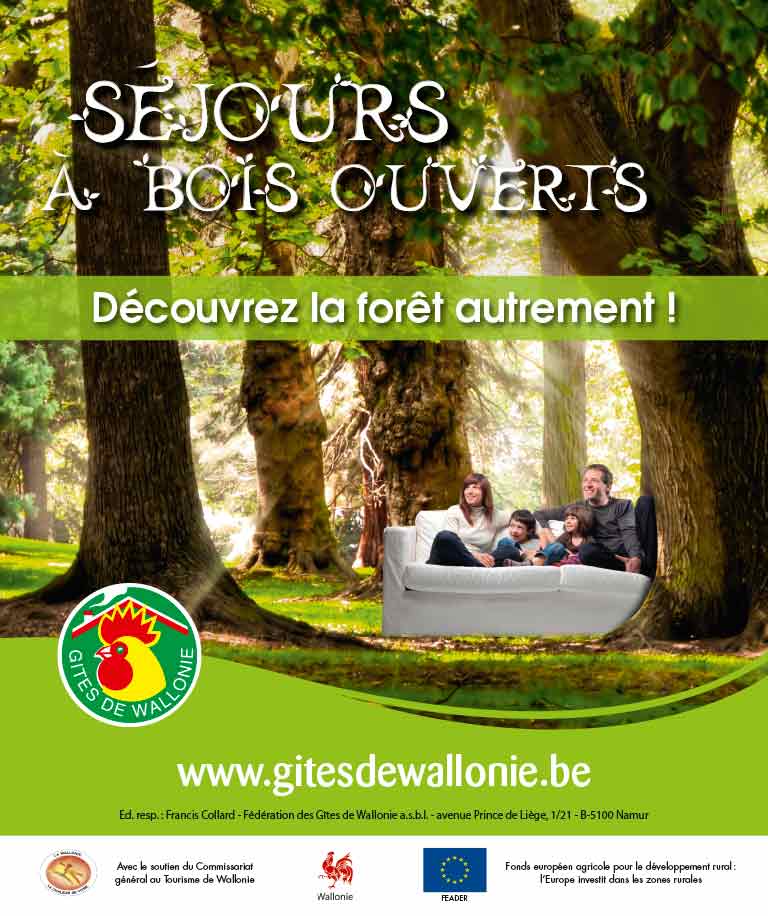 SÉJOURS
À BOIS OUVERTS
Découvrez la forêt autrement !
GITES DE WALLONIE
www.gitesdewallonie.be
Ed. resp. : Francis Collard - Fédération des Gîtes de Wallonie a.s.b.l. - avenue Prince de Liège, 1/21 - B-5100 Namur
Avec le soutien du Commissariat
général au Tourisme de Wallonie
Wallonie
FEADER
Fonds européen agricole pour le développement rural :
l'Europe investit dans les zones rurales